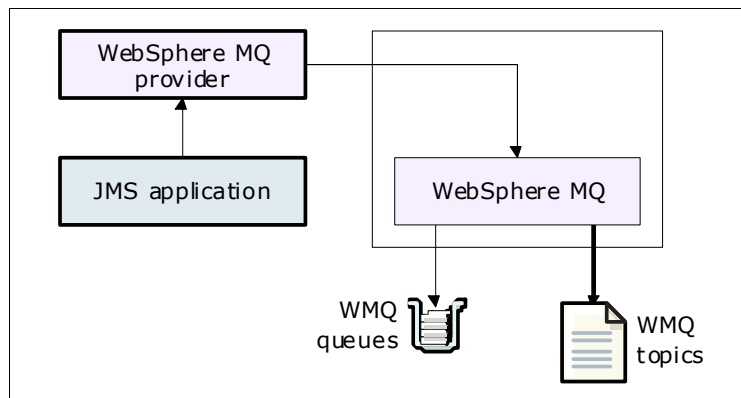 WebSphere MQ
provider
JMS application
WebSphere MQ
WMQ
queues
WMQ
topics